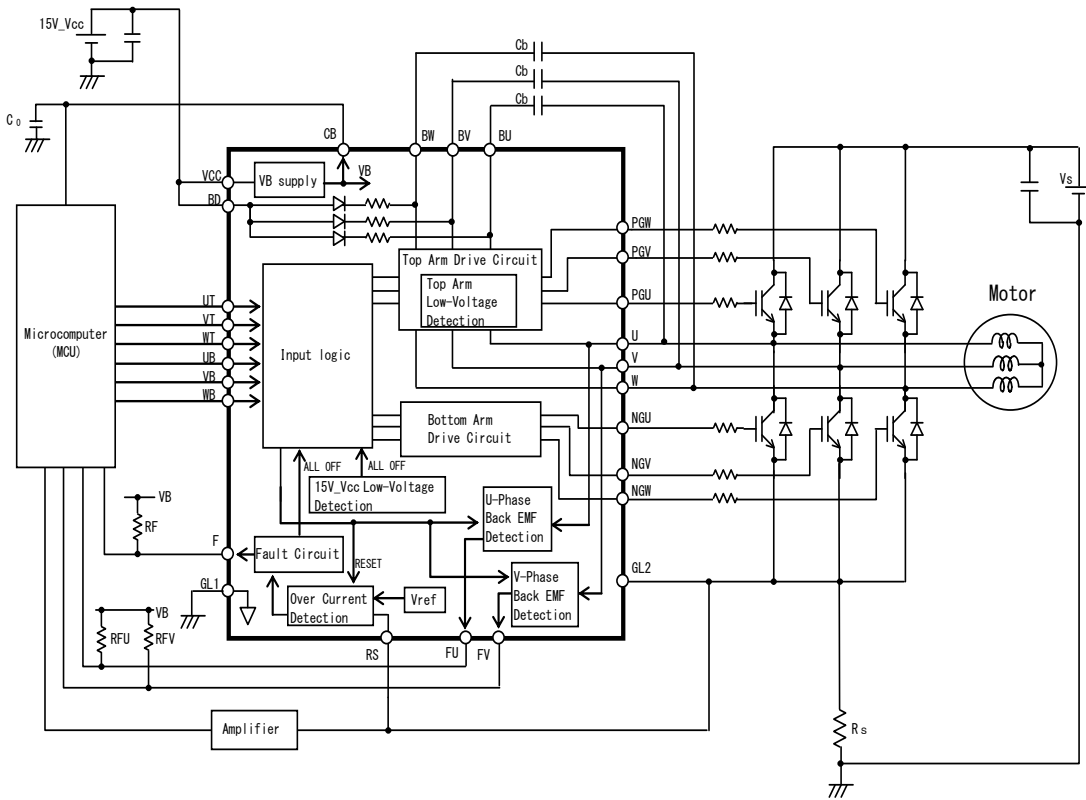 15V_Vcc
Cb
Cb
Cb
C₀
CB
BW
BV
BU
VCC
VB supply
VB
Vs
BD
PGW
Top Arm Drive Circuit
PGV
Top Arm
Low-Voltage
Detection
PGU
Motor
UT
VT
WT
UB
VB
WB
Microcomputer
(MCU)
Input logic
U
V
W
Bottom Arm
Drive Circuit
NGU
NGV
NGW
ALL OFF
ALL OFF
15V_Vcc Low-Voltage
Detection
U-Phase
Back EMF
Detection
VB
RF
F
Fault Circuit
RESET
GL2
GL1
V-Phase
Back EMF
Detection
Over Current
Detection
Vref
VB
RFU
RFV
RS
FU
FV
Amplifier
Rs